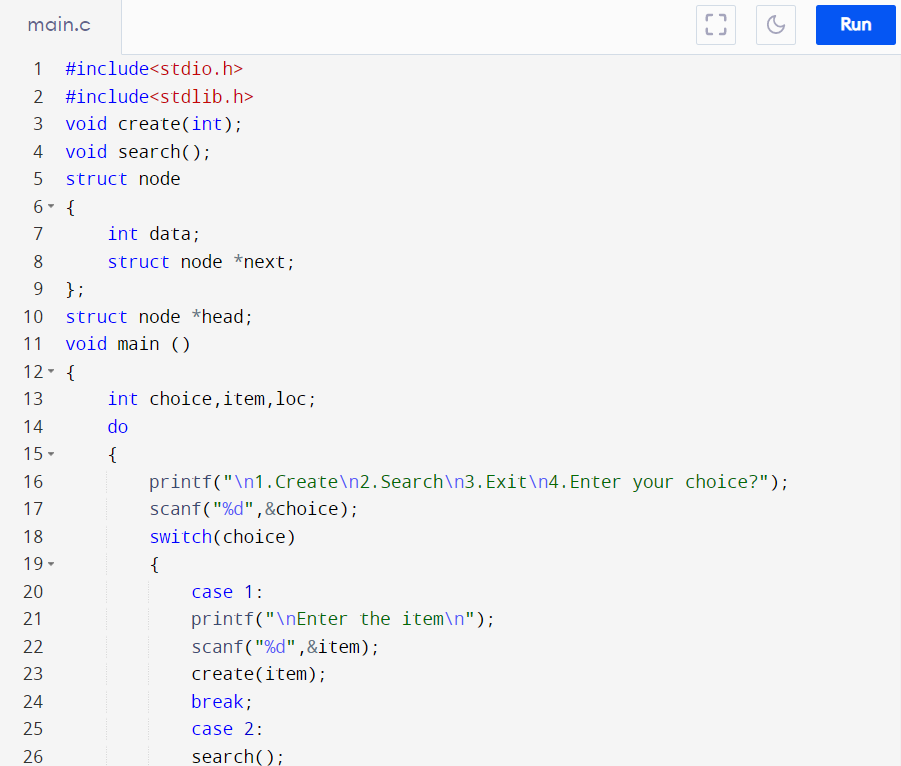 main.c
Run
1 #include<stdio.h>
2 #include<stdlib.h>
3 void create(int);
4 void search();
5 struct node
6 {
7     int data;
8     struct node *next;
9 };
10 struct node *head;
11 void main ()
12 {
13     int choice,item,loc;
14     do
15     {
16         printf("\n1.Create\n2.Search\n3.Exit\n4.Enter your choice?");
17         scanf("%d",&choice);
18         switch(choice)
19         {
20             case 1:
21             printf("\nEnter the item\n");
22             scanf("%d",&item);
23             create(item);
24             break;
25             case 2:
26             search();